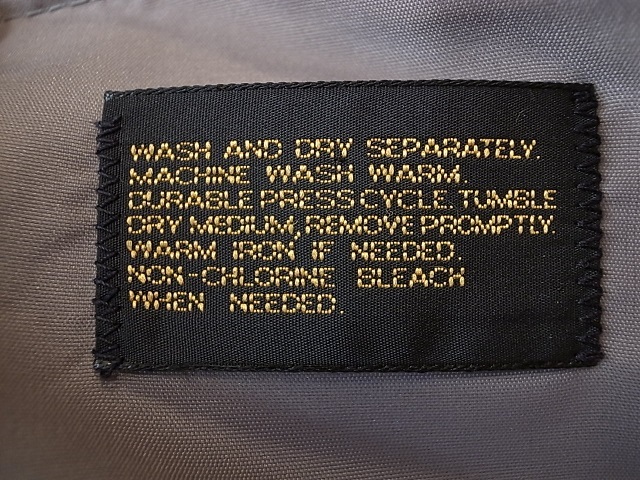 WASH AND DRY SEPARATELY.
MACHINE WASH WARM.
DURABLE PRESS CYCLE. TUMBLE
DRY MEDIUM, REMOVE PROMPTLY.
WARM IRON IF NEEDED.
NON-CHLORINE BLEACH
WHEN NEEDED.